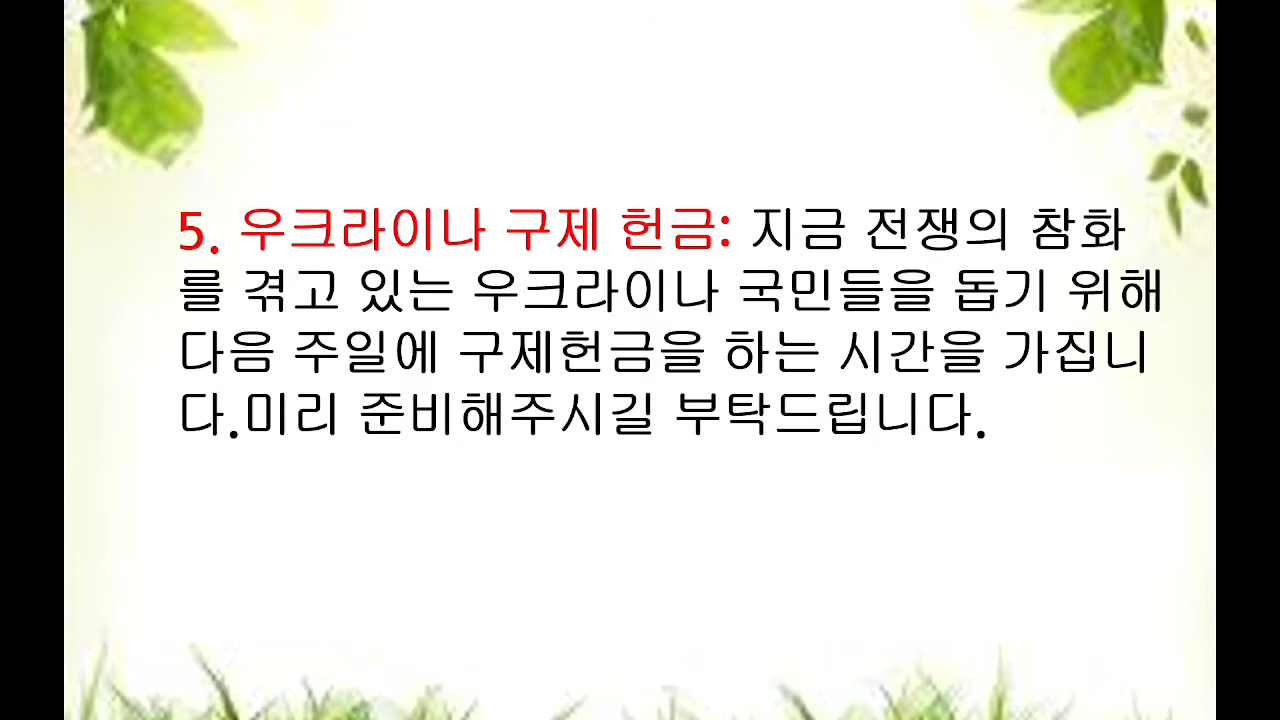 5. 우크라이나 구제 헌금: 지금 전쟁의 참화
를 겪고 있는 우크라이나 국민들을 돕기 위해
다음 주일에 구제헌금을 하는 시간을 가집니
다.미리 준비해주시길 부탁드립니다.